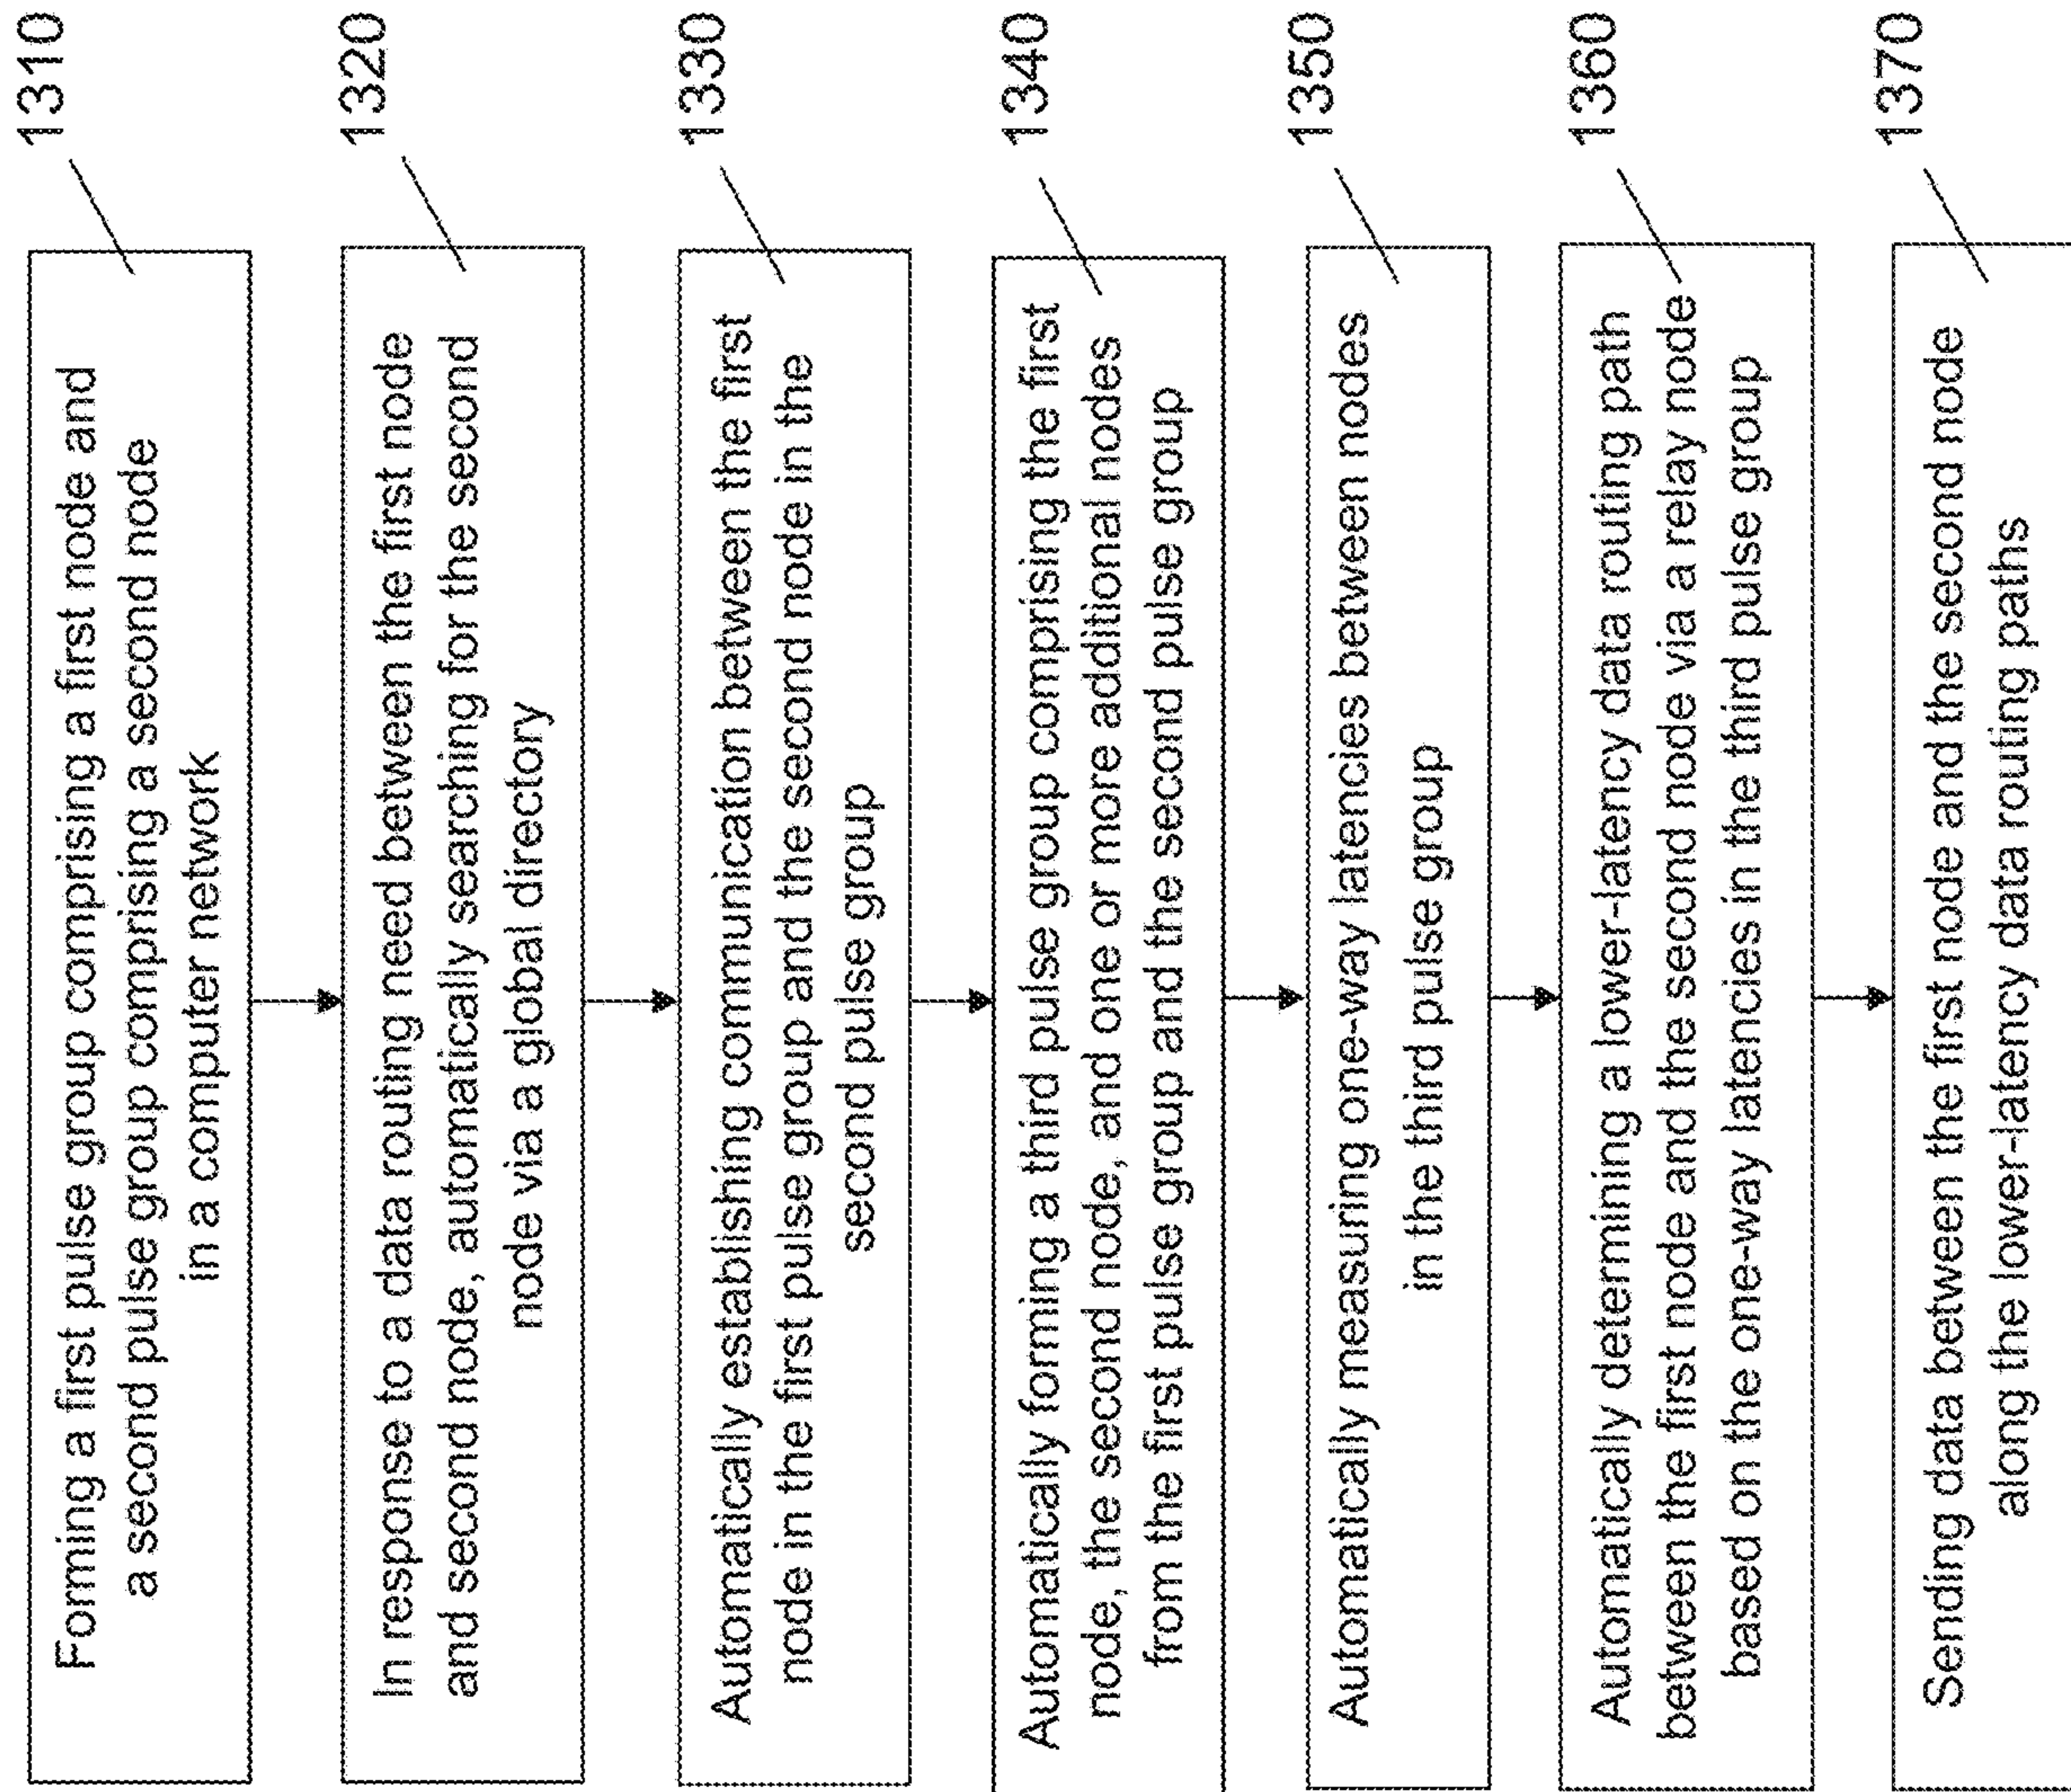 1310
Forming a first pulse group comprising a first node and
a second pulse group comprising a second node
in a computer network
1320
In response to a data routing need between the first node
and second node, automatically searching for the second
node via a global directory
1330
Automatically establishing communication between the first
node in the first pulse group and the second node in the
second pulse group
1340
Automatically forming a third pulse group comprising the first
node, the second node, and one or more additional nodes
from the first pulse group and the second pulse group
1350
Automatically measuring one-way latencies between nodes
in the third pulse group
1360
Automatically determining a lower-latency data routing path
between the first node and the second node via a relay node
based on the one-way latencies in the third pulse group
1370
Sending data between the first node and the second node
along the lower-latency data routing paths